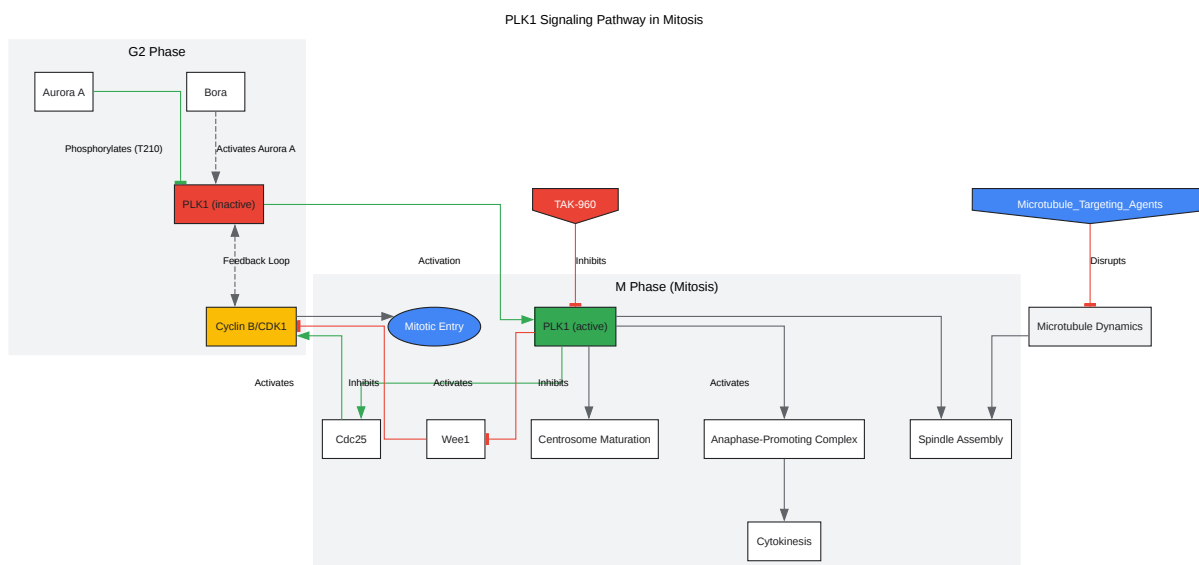 PLK1 Signaling Pathway in Mitosis
G2 Phase
Aurora A
Bora
Phosphorylates (T210)
Activates Aurora A
PLK1 (inactive)
TAK-960
Microtubule_Targeting_Agents
Feedback Loop
Activation
Inhibits
Disrupts
M Phase (Mitosis)
Cyclin B/CDK1
Mitotic Entry
PLK1 (active)
Microtubule Dynamics
Activates
Inhibits
Activates
Inhibits
Activates
Cdc25
Wee1
Centrosome Maturation
Anaphase-Promoting Complex
Spindle Assembly
Cytokinesis